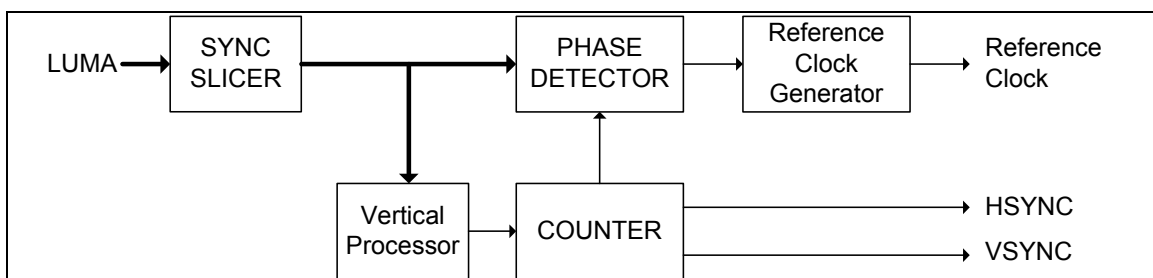 LUMA
SYNC
SLICER
PHASE
DETECTOR
Reference
Clock
Generator
Reference
Clock
Vertical
Processor
COUNTER
HSYNC
VSYNC